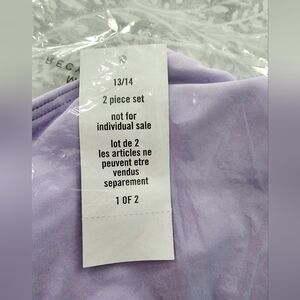 13/14
2 piece set
not for
individual sale
lot de 2
les articles ne
peuvent etre
vendus
separement
1 OF 2